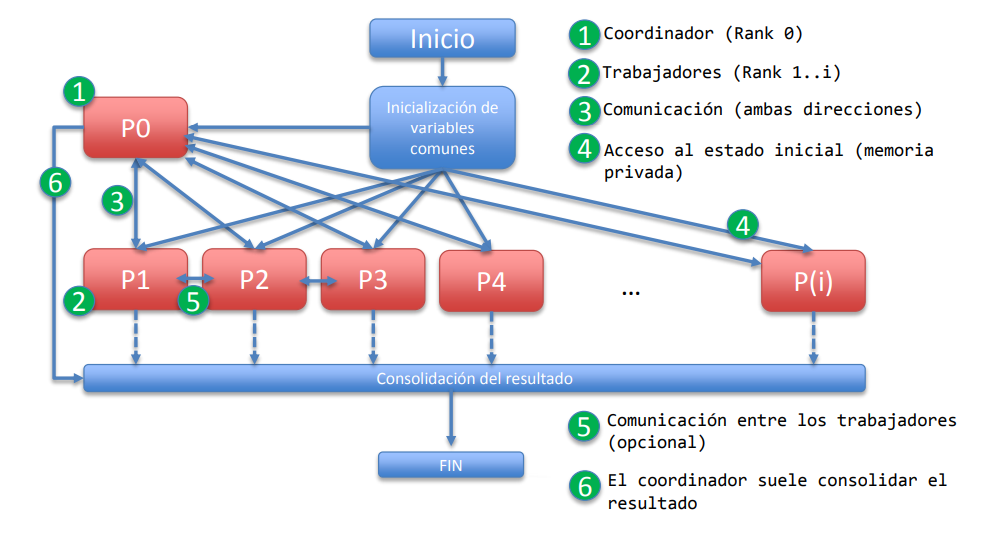 Inicio
1 Coordinador (Rank 0)
2 Trabajadores (Rank 1..i)
3 Comunicación (ambas direcciones)
4 Acceso al estado inicial (memoria
privada)
Inicialización de
variables
comunes
1
P0
6
3
4
P1
P2
P3
P4
...
P(i)
2
5
Consolidación del resultado
5 Comunicación entre los trabajadores
(opcional)
FIN
6 El coordinador suele consolidar el
resultado